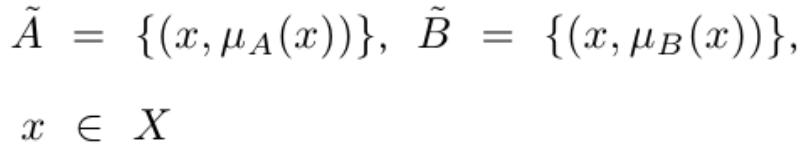 Ã = {(x, μ_A(x))}, B̃ = {(x, μ_B(x))},
x ∈ X